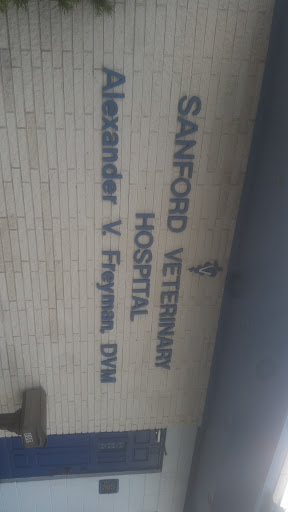 SANFORD VETERINARY
HOSPITAL
Alexander V. Freyman, DVM